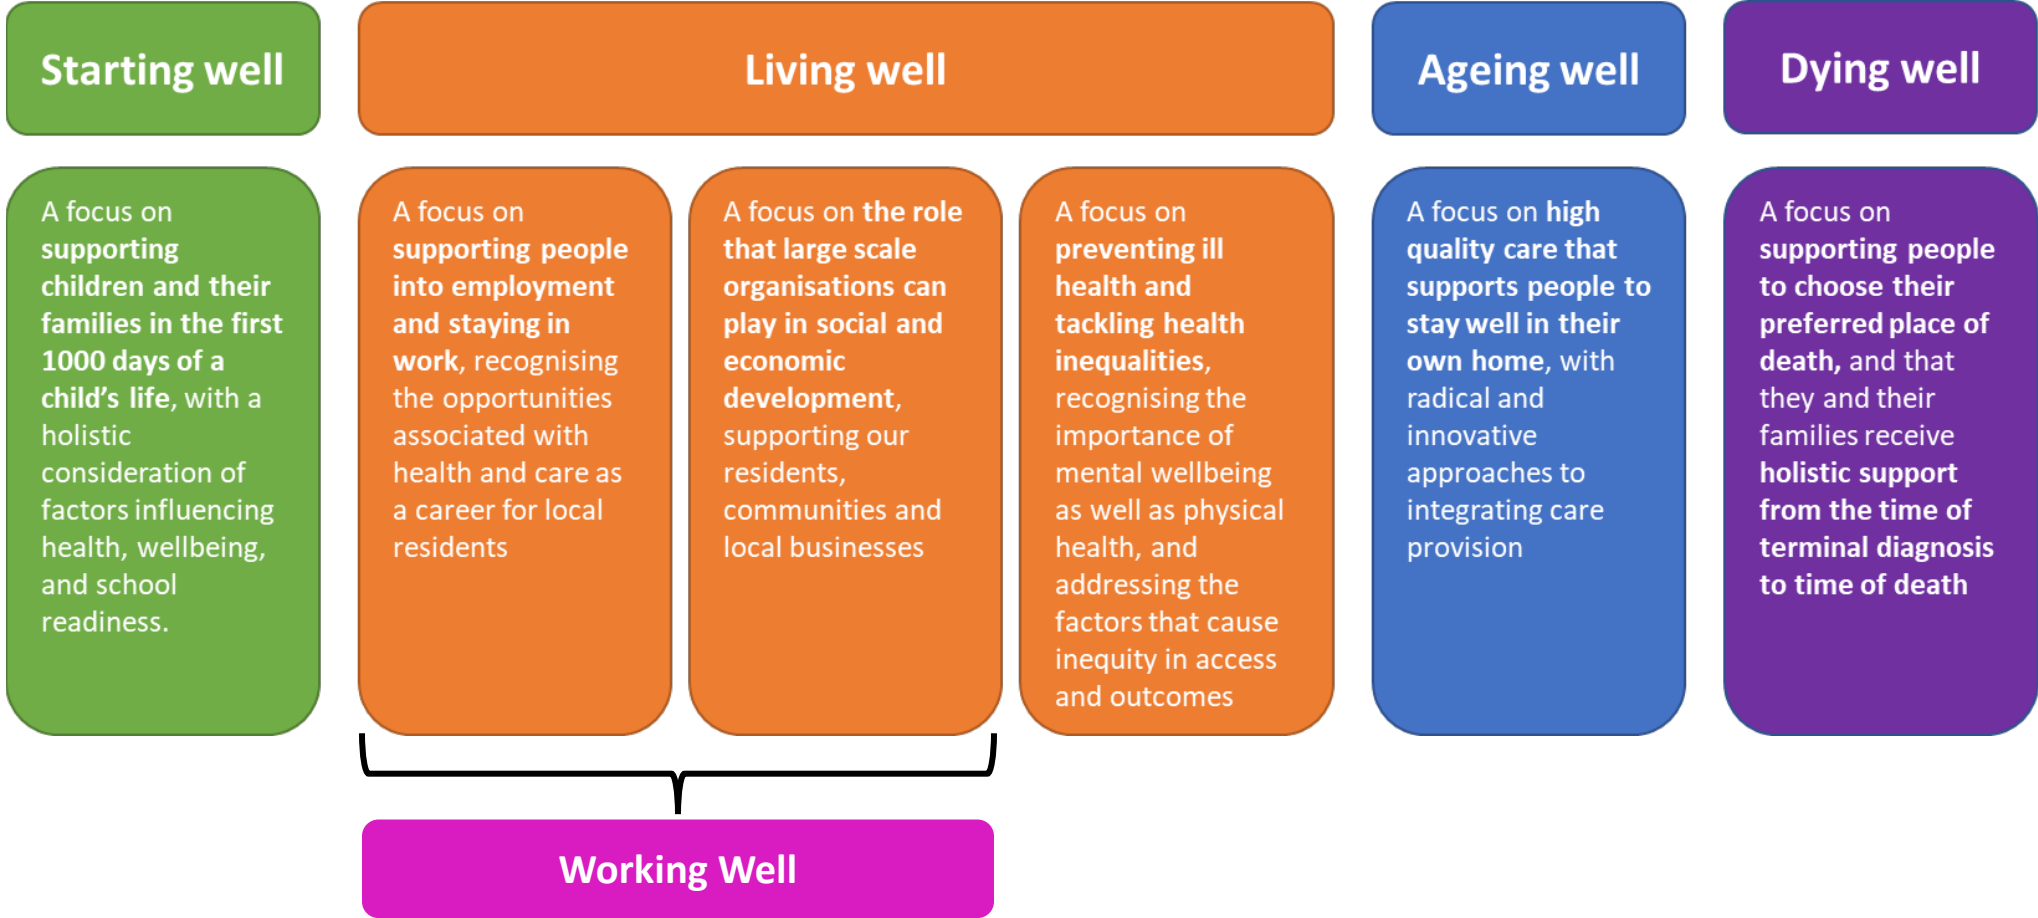 Starting well
Living well
Ageing well
Dying well
A focus on
supporting
children and their
families in the first
1000 days of a
child’s life, with a
holistic
consideration of
factors influencing
health, wellbeing,
and school
readiness.
A focus on
supporting people
into employment
and staying in
work, recognising
the opportunities
associated with
health and care as
a career for local
residents
A focus on the role
that large scale
organisations can
play in social and
economic
development,
supporting our
residents,
communities and
local businesses
A focus on
preventing ill
health and
tackling health
inequalities,
recognising the
importance of
mental wellbeing
as well as physical
health, and
addressing the
factors that cause
inequity in access
and outcomes
A focus on high
quality care that
supports people to
stay well in their
own home, with
radical and
innovative
approaches to
integrating care
provision
A focus on
supporting people
to choose their
preferred place of
death, and that
they and their
families receive
holistic support
from the time of
terminal diagnosis
to time of death
Working Well